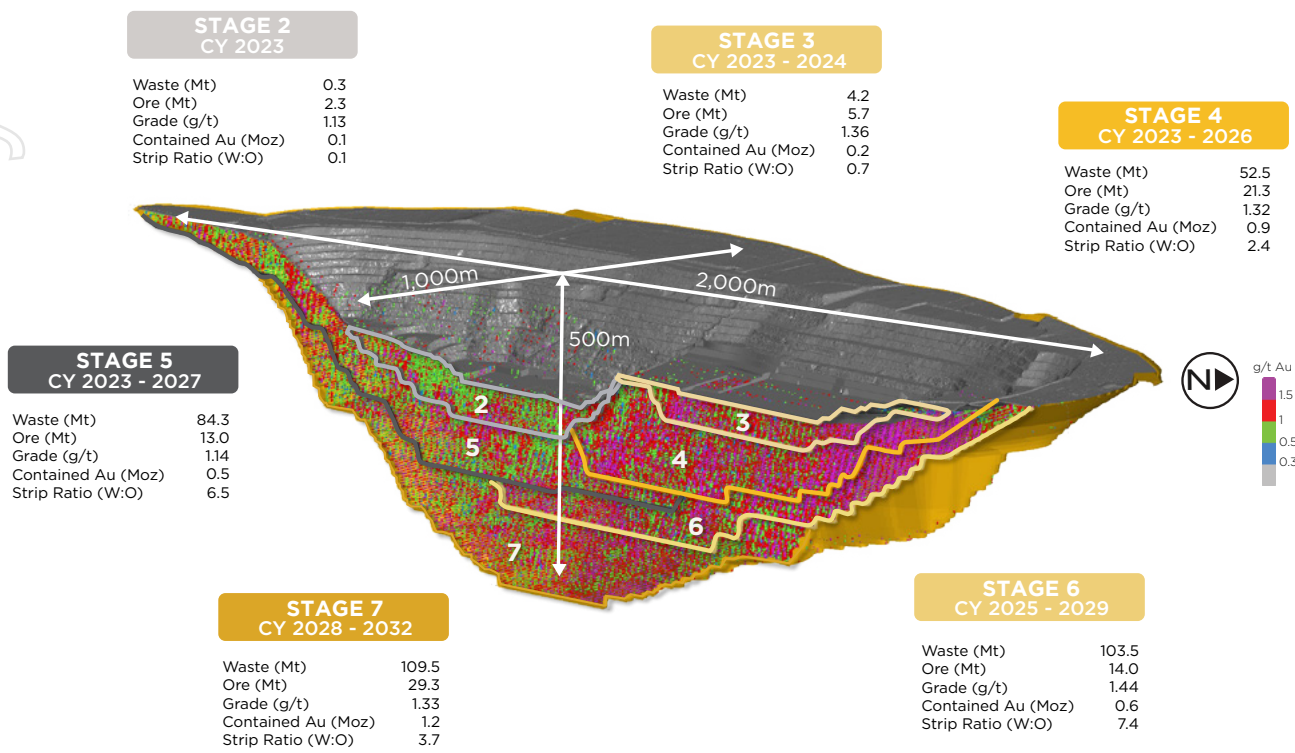 STAGE 2
CY 2023
Waste (Mt) 0.3
Ore (Mt) 2.3
Grade (g/t) 1.13
Contained Au (Moz) 0.1
Strip Ratio (W:O) 0.1
STAGE 3
CY 2023 - 2024
Waste (Mt) 4.2
Ore (Mt) 5.7
Grade (g/t) 1.36
Contained Au (Moz) 0.2
Strip Ratio (W:O) 0.7
STAGE 4
CY 2023 - 2026
Waste (Mt) 52.5
Ore (Mt) 21.3
Grade (g/t) 1.32
Contained Au (Moz) 0.9
Strip Ratio (W:O) 2.4
1,000m
2,000m
500m
STAGE 5
CY 2023 - 2027
Waste (Mt) 84.3
Ore (Mt) 13.0
Grade (g/t) 1.14
Contained Au (Moz) 0.5
Strip Ratio (W:O) 6.5
2
3
5
4
6
7
N
g/t Au
1.5
1
0.5
0.3
STAGE 7
CY 2028 - 2032
Waste (Mt) 109.5
Ore (Mt) 29.3
Grade (g/t) 1.33
Contained Au (Moz) 1.2
Strip Ratio (W:O) 3.7
STAGE 6
CY 2025 - 2029
Waste (Mt) 103.5
Ore (Mt) 14.0
Grade (g/t) 1.44
Contained Au (Moz) 0.6
Strip Ratio (W:O) 7.4